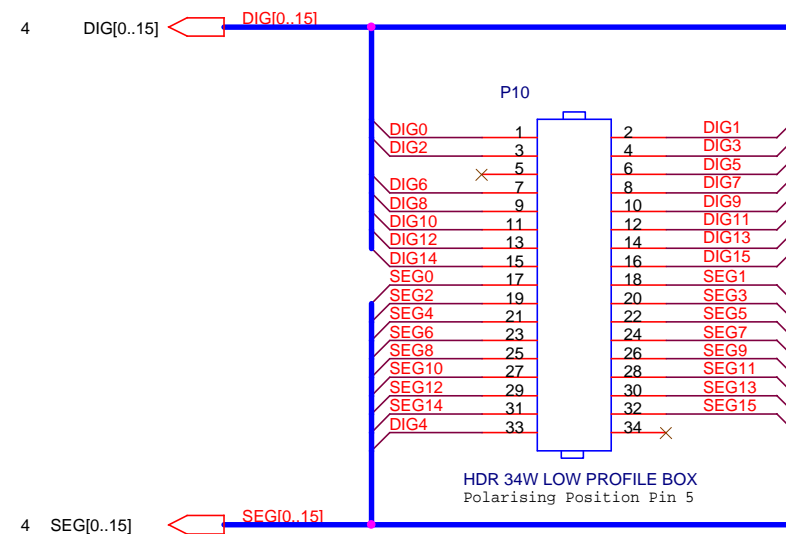 4 DIG[0..15] DIG[0..15]
P10
DIG0 1 2 DIG1
DIG2 3 4 DIG3
5 6 DIG5
DIG6 7 8 DIG7
DIG8 9 10 DIG9
DIG10 11 12 DIG11
DIG12 13 14 DIG13
DIG14 15 16 DIG15
SEG0 17 18 SEG1
SEG2 19 20 SEG3
SEG4 21 22 SEG5
SEG6 23 24 SEG7
SEG8 25 26 SEG9
SEG10 27 28 SEG11
SEG12 29 30 SEG13
SEG14 31 32 SEG15
DIG4 33 34
HDR 34W LOW PROFILE BOX
Polarising Position Pin 5
4 SEG[0..15] SEG[0..15]